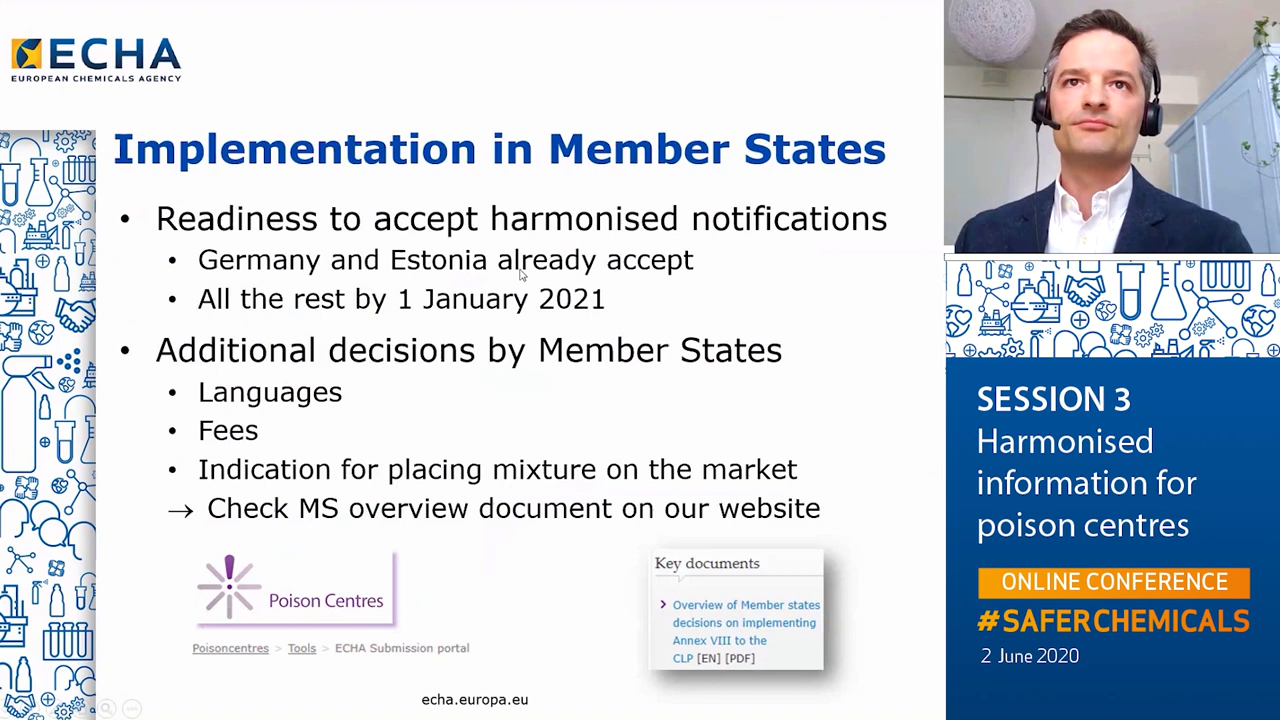 ECHA
EUROPEAN CHEMICALS AGENCY
Implementation in Member States
• Readiness to accept harmonised notifications
• Germany and Estonia already accept
• All the rest by 1 January 2021
• Additional decisions by Member States
• Languages
• Fees
• Indication for placing mixture on the market
→ Check MS overview document on our website
Poison Centres
Poisoncentres > Tools > ECHA Submission portal
Key documents
Overview of Member states
decisions on implementing
Annex VIII to the
CLP [EN] [PDF]
echa.europa.eu
SESSION 3
Harmonised
information for
poison centres
ONLINE CONFERENCE
#SAFERCHEMICALS
2 June 2020